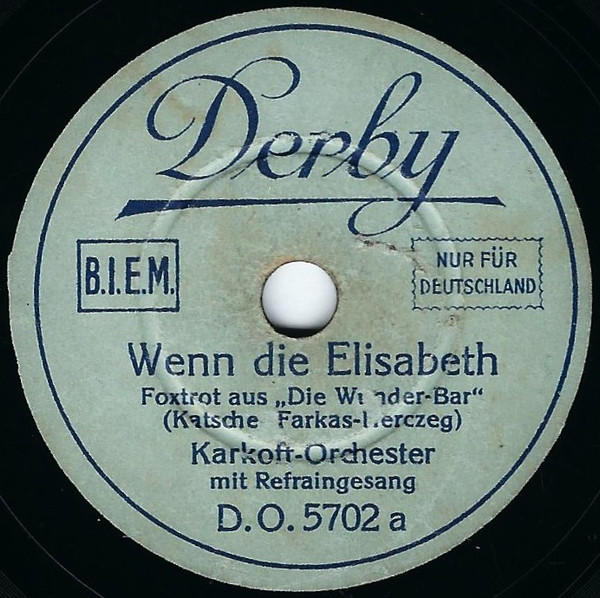 Derby
B.I.E.M.
NUR FÜR
DEUTSCHLAND
Wenn die Elisabeth
Foxtrot aus „Die Wunder-Bar“
(Katscher Farkas-Herczeg)
Karkoff-Orchester
mit Refraingesang
D.O. 5702 a